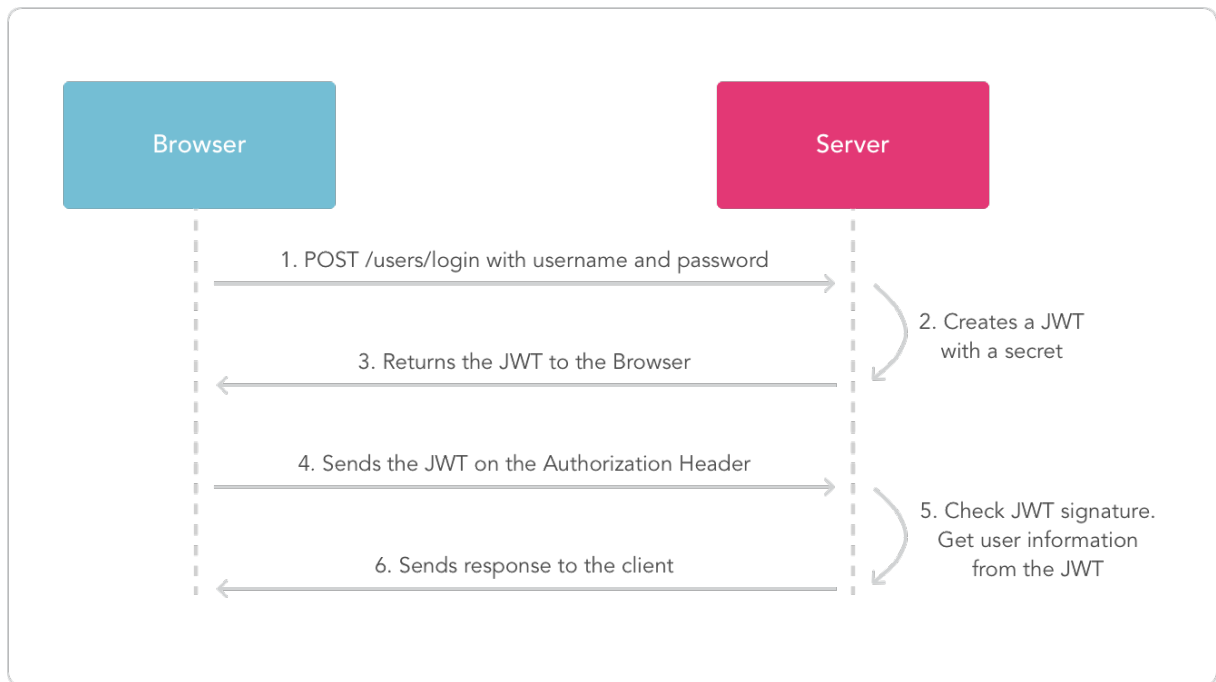 Browser
Server
1. POST /users/login with username and password
2. Creates a JWT
with a secret
3. Returns the JWT to the Browser
4. Sends the JWT on the Authorization Header
5. Check JWT signature.
Get user information
from the JWT
6. Sends response to the client